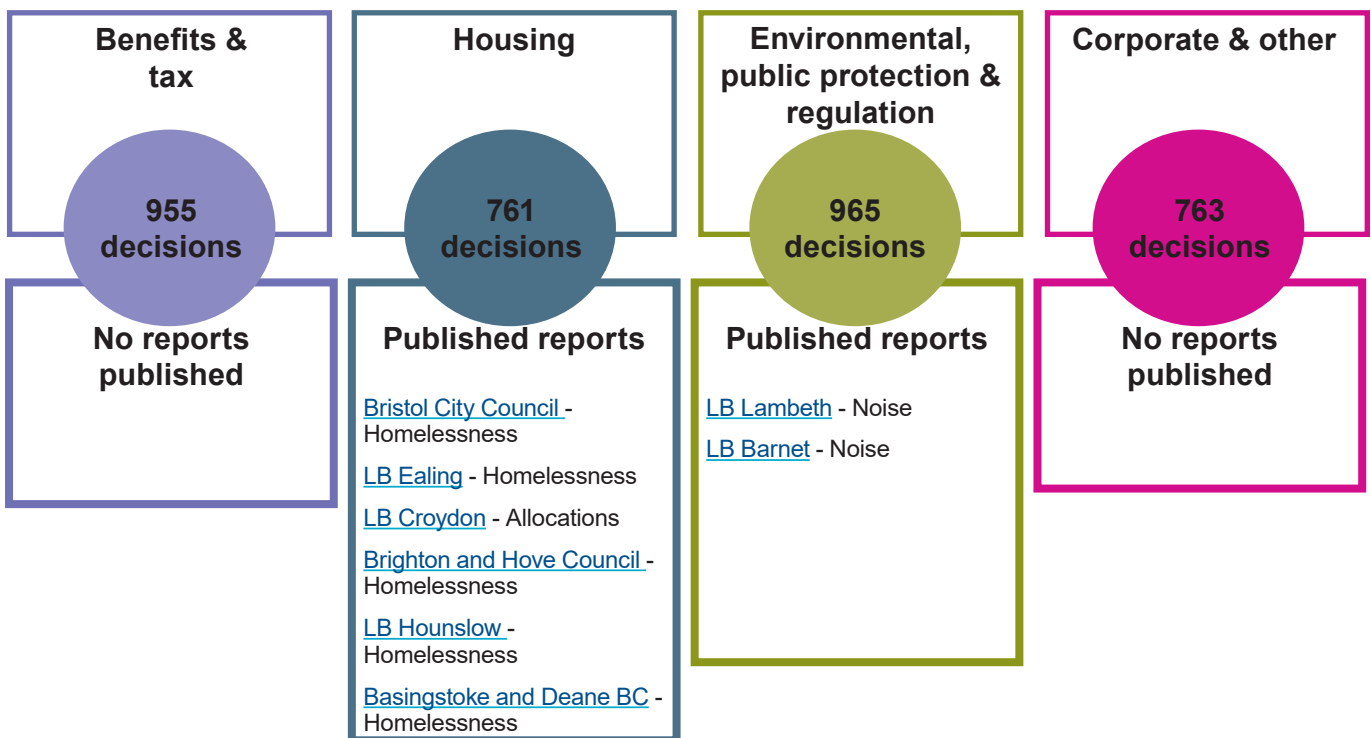 Benefits &
tax
955
decisions
No reports
published
Housing
761
decisions
Published reports
Bristol City Council -
Homelessness
LB Ealing - Homelessness
LB Croydon - Allocations
Brighton and Hove Council -
Homelessness
LB Hounslow -
Homelessness
Basingstoke and Deane BC -
Homelessness
Environmental,
public protection &
regulation
965
decisions
Published reports
LB Lambeth - Noise
LB Barnet - Noise
Corporate & other
763
decisions
No reports
published